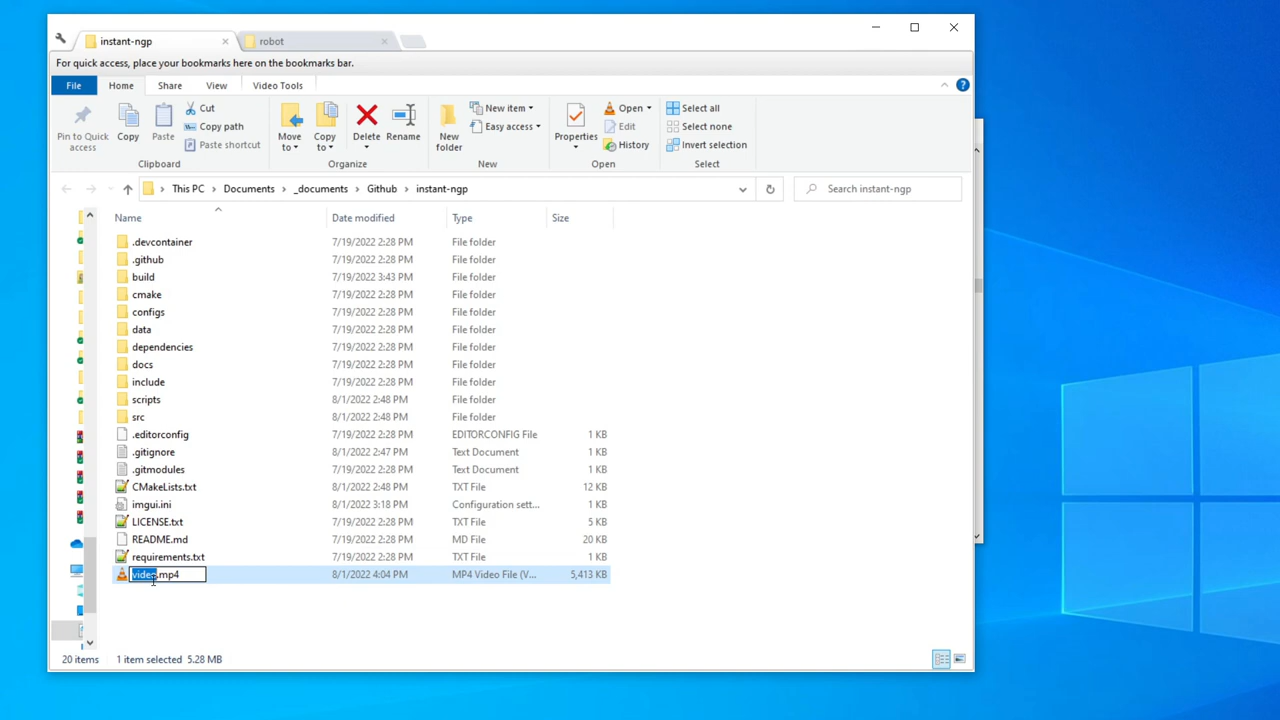 instant-ngp
robot
For quick access, place your bookmarks here on the bookmarks bar.
File Home Share View Video Tools
Pin to Quick access
Copy
Paste
Cut
Copy path
Paste shortcut
Clipboard
Move to
Copy to
Delete
Rename
Organize
New folder
New item
Easy access
New
Properties
Open
Edit
History
Open
Select all
Select none
Invert selection
Select
This PC > Documents > _documents > Github > instant-ngp
Search instant-ngp
Name Date modified Type Size
.devcontainer 7/19/2022 2:28 PM File folder
.github 7/19/2022 2:28 PM File folder
build 7/19/2022 3:43 PM File folder
cmake 7/19/2022 2:28 PM File folder
configs 7/19/2022 2:28 PM File folder
data 7/19/2022 2:28 PM File folder
dependencies 7/19/2022 2:28 PM File folder
docs 7/19/2022 2:28 PM File folder
include 7/19/2022 2:28 PM File folder
scripts 8/1/2022 2:48 PM File folder
src 8/1/2022 2:48 PM File folder
.editorconfig 7/19/2022 2:28 PM EDITORCONFIG File 1 KB
.gitignore 8/1/2022 2:47 PM Text Document 1 KB
.gitmodules 7/19/2022 2:28 PM Text Document 1 KB
CMakeLists.txt 8/1/2022 2:48 PM TXT File 12 KB
imgui.ini 8/1/2022 3:18 PM Configuration sett... 1 KB
LICENSE.txt 7/19/2022 2:28 PM TXT File 5 KB
README.md 7/19/2022 2:28 PM MD File 20 KB
requirements.txt 7/19/2022 2:28 PM TXT File 1 KB
video.mp4 8/1/2022 4:04 PM MP4 Video File (V... 5,413 KB
20 items 1 item selected 5.28 MB